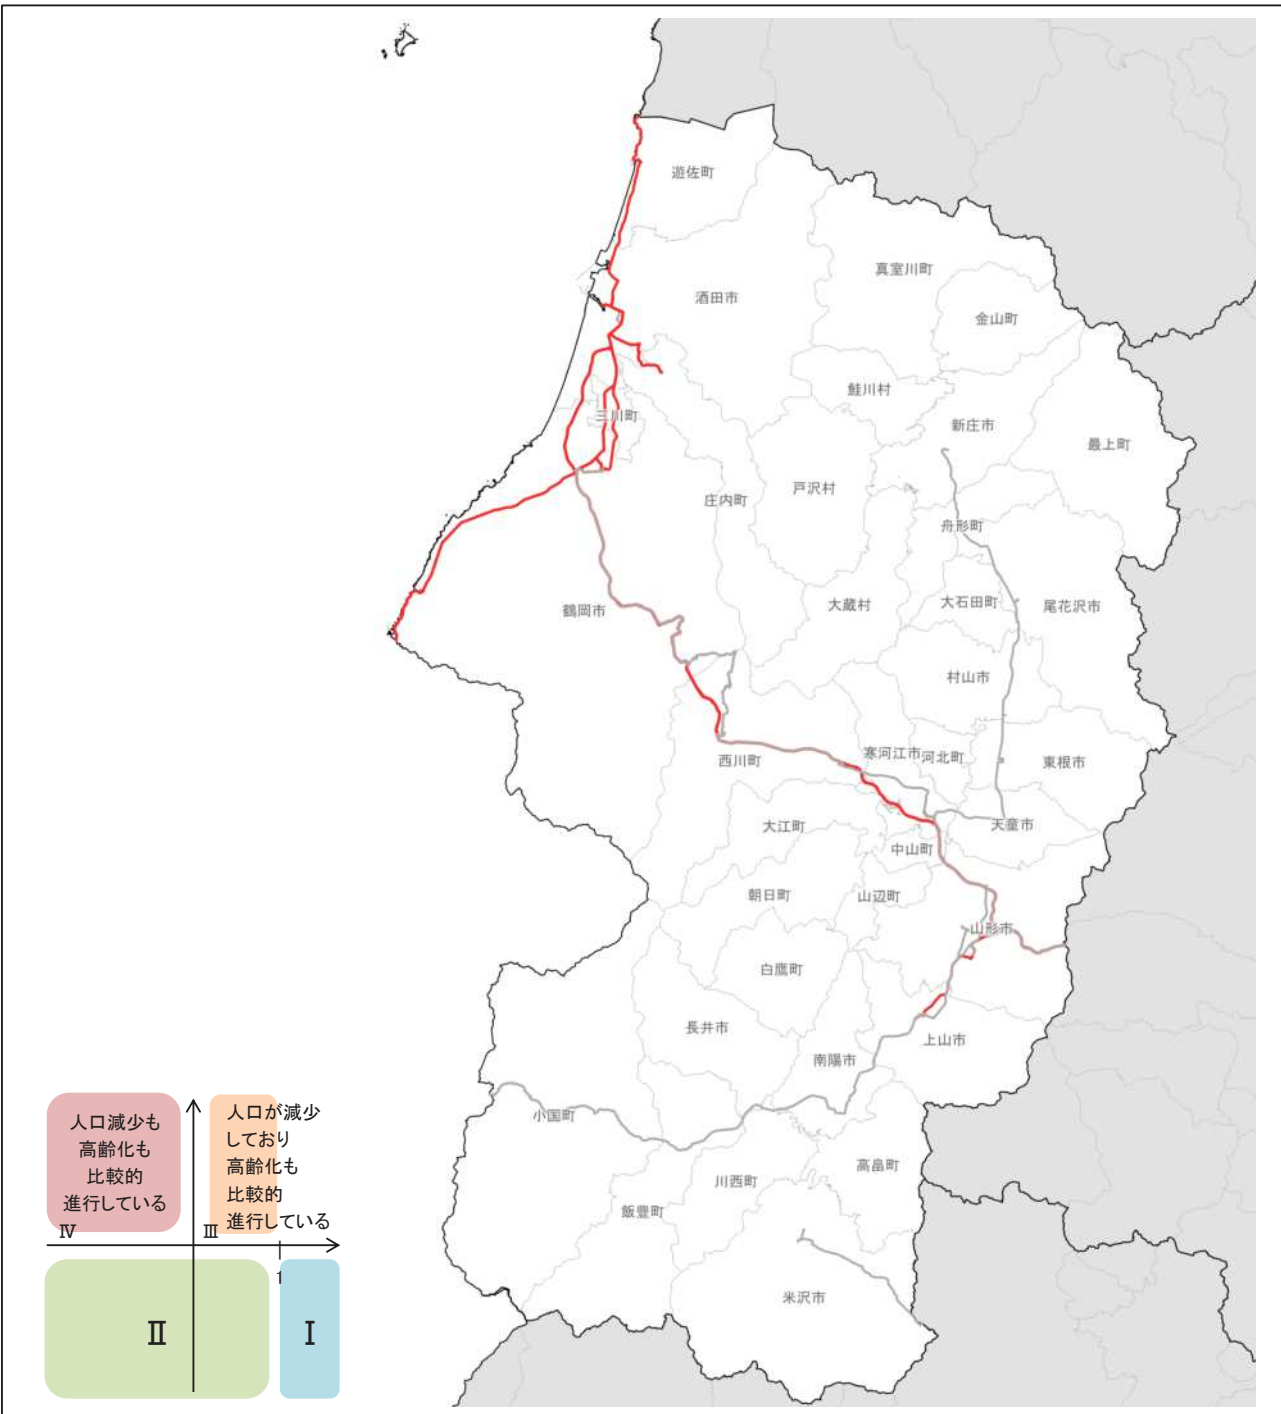 遊佐町
真室川町
酒田市
金山町
鮭川村
三川町
新庄市
最上町
戸沢村
庄内町
舟形町
大蔵村
大石田町
尾花沢市
鶴岡市
村山市
寒河江市
河北町
西川町
東根市
大江町
天童市
中山町
朝日町
山辺町
山形市
白鷹町
長井市
上山市
南陽市
小国町
高畠町
川西町
飯豊町
米沢市
人口減少も
高齢化も
比較的
進行している
Ⅳ
人口が減少
しており
高齢化も
比較的
進行している
Ⅲ
1
Ⅱ
Ⅰ